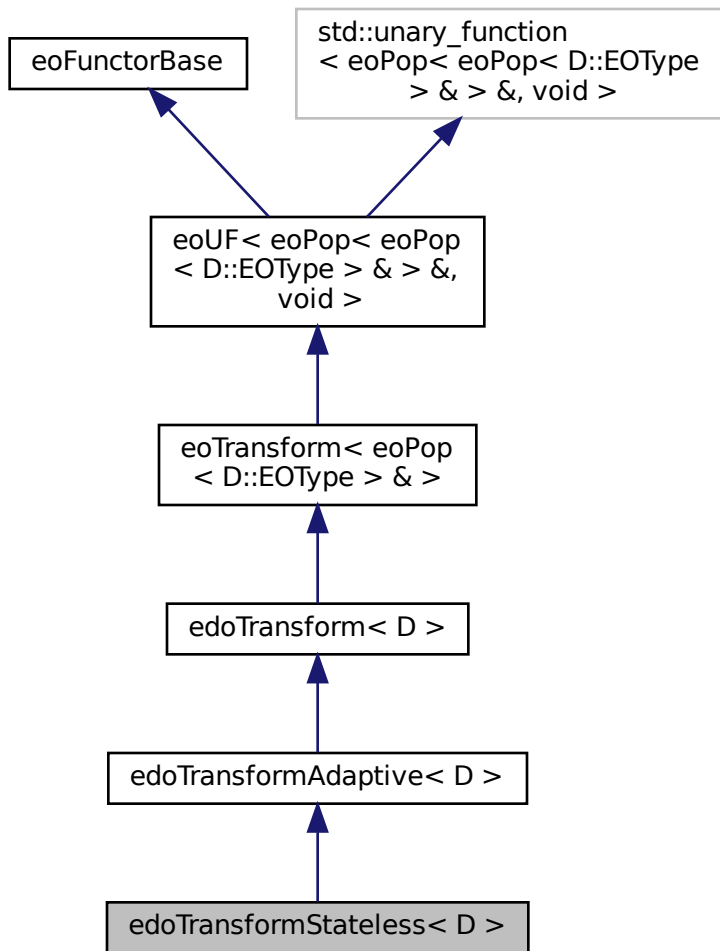 eoFunctorBase
std::unary_function
< eoPop< eoPop< D::EOType
> & > &, void >
eoUF< eoPop< eoPop
< D::EOType > & > &,
void >
eoTransform< eoPop
< D::EOType > & >
edoTransform< D >
edoTransformAdaptive< D >
edoTransformStateless< D >